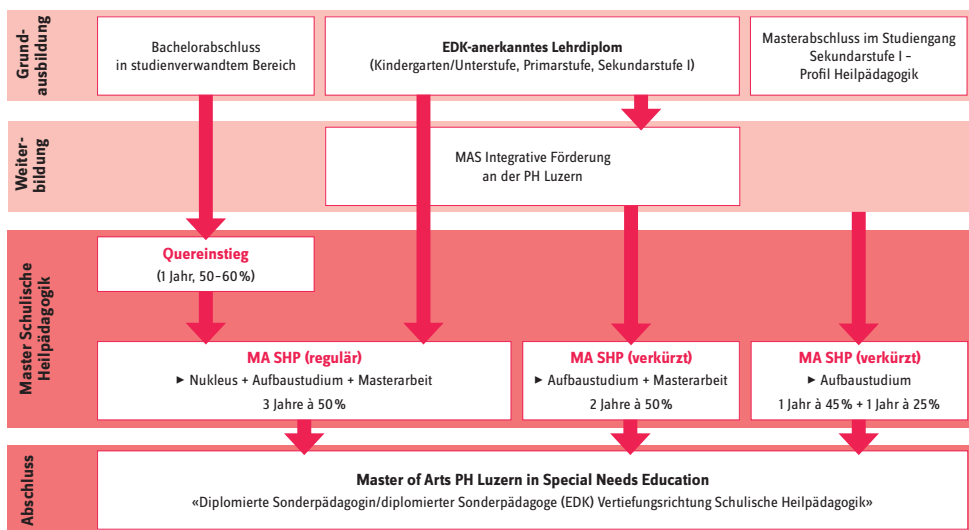 Grund-
ausbildung
Bachelorabschluss
in studienverwandtem Bereich
EDK-anerkanntes Lehrdiplom
(Kindergarten/Unterstufe, Primarstufe, Sekundarstufe I)
Masterabschluss im Studiengang
Sekundarstufe I –
Profil Heilpädagogik
Weiter-
bildung
MAS Integrative Förderung
an der PH Luzern
Master Schulische
Heilpädagogik
Quereinstieg
(1 Jahr, 50–60 %)
MA SHP (regulär)
► Nukleus + Aufbaustudium + Masterarbeit
3 Jahre à 50 %
MA SHP (verkürzt)
► Aufbaustudium + Masterarbeit
2 Jahre à 50 %
MA SHP (verkürzt)
► Aufbaustudium
1 Jahr à 45 % + 1 Jahr à 25 %
Abschluss
Master of Arts PH Luzern in Special Needs Education
«Diplomierte Sonderpädagogin/diplomierter Sonderpädagoge (EDK) Vertiefungsrichtung Schulische Heilpädagogik»